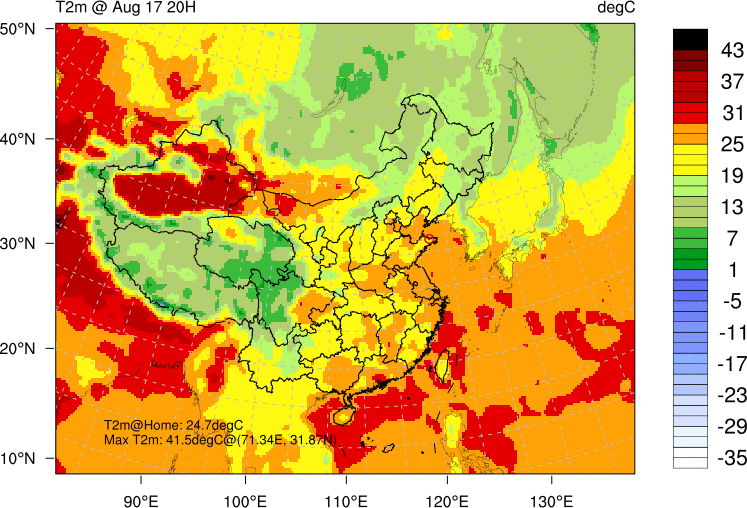 T2m @ Aug 17 20H
degC
50°N
40°N
30°N
20°N
10°N
T2m@Home: 24.7degC
Max T2m: 41.5degC@(71.34E, 31.87N)
90°E
100°E
110°E
120°E
130°E
43
37
31
25
19
13
7
1
-5
-11
-17
-23
-29
-35